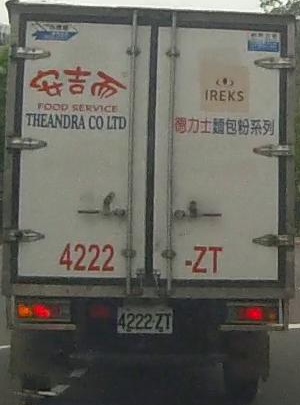 安吉而
FOOD SERVICE
THEANDRA CO LTD
IREKS
德力士麵包粉系列
4222
-ZT
4222 ZT